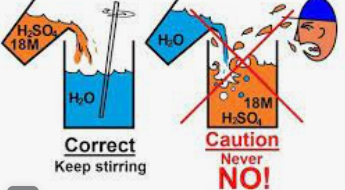 H₂SO₄
18M
H₂O
Correct
Keep stirring
H₂O
18M
H₂SO₄
Caution
Never
NO!